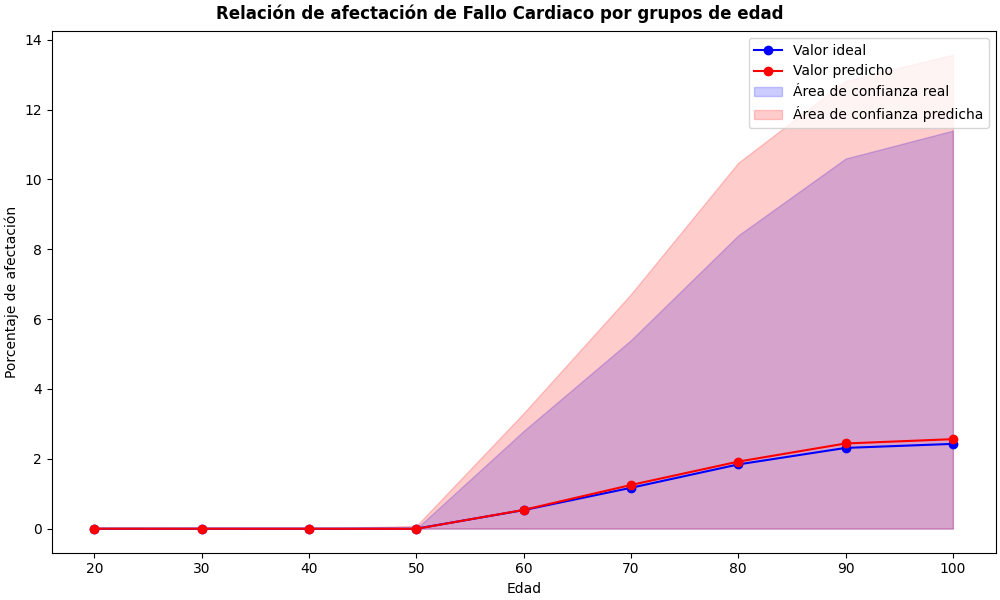 Relación de afectación de Fallo Cardiaco por grupos de edad
Valor ideal
Valor predicho
Área de confianza real
Área de confianza predicha
Porcentaje de afectación
14
12
10
8
6
4
2
0
20 30 40 50 60 70 80 90 100
Edad